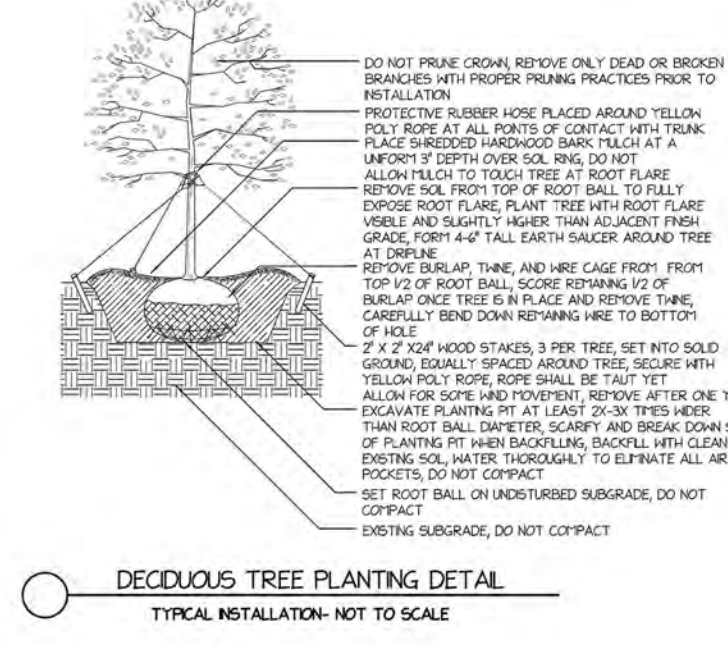 DO NOT PRUNE CROWN, REMOVE ONLY DEAD OR BROKEN
BRANCHES WITH PROPER PRUNING PRACTICES PRIOR TO
INSTALLATION
PROTECTIVE RUBBER HOSE PLACED AROUND YELLOW
POLY ROPE AT ALL POINTS OF CONTACT WITH TRUNK
PLACE SHREDDED HARDWOOD BARK MULCH AT A
UNIFORM 3" DEPTH OVER SOIL RING, DO NOT
ALLOW MULCH TO TOUCH TREE AT ROOT FLARE
REMOVE SOIL FROM TOP OF ROOT BALL TO FULLY
EXPOSE ROOT FLARE, PLANT TREE WITH ROOT FLARE
VISIBLE AND SLIGHTLY HIGHER THAN ADJACENT FINISH
GRADE, FORM 4-6" TALL EARTH SAUCER AROUND TREE
AT DRIPLINE
REMOVE BURLAP, TWINE, AND WIRE CAGE FROM FROM
TOP 1/2 OF ROOT BALL, SCORE REMAINING 1/2 OF
BURLAP ONCE TREE IS IN PLACE AND REMOVE TWINE,
CAREFULLY BEND DOWN REMAINING WIRE TO BOTTOM
OF HOLE
2" X 2" X24" WOOD STAKES, 3 PER TREE, SET INTO SOLID
GROUND, EQUALLY SPACED AROUND TREE, SECURE WITH
YELLOW POLY ROPE, ROPE SHALL BE TAUT YET
ALLOW FOR SOME WIND MOVEMENT, REMOVE AFTER ONE
EXCAVATE PLANTING PIT AT LEAST 2X-3X TIMES WIDER
THAN ROOT BALL DIAMETER, SCARIFY AND BREAK DOWN
OF PLANTING PIT WHEN BACKFILLING, BACKFILL WITH CLEAN
EXISTING SOIL, WATER THOROUGHLY TO ELIMINATE ALL AIR
POCKETS, DO NOT COMPACT
SET ROOT BALL ON UNDISTURBED SUBGRADE, DO NOT
COMPACT
EXISTING SUBGRADE, DO NOT COMPACT
DECIDUOUS TREE PLANTING DETAIL
TYPICAL INSTALLATION- NOT TO SCALE